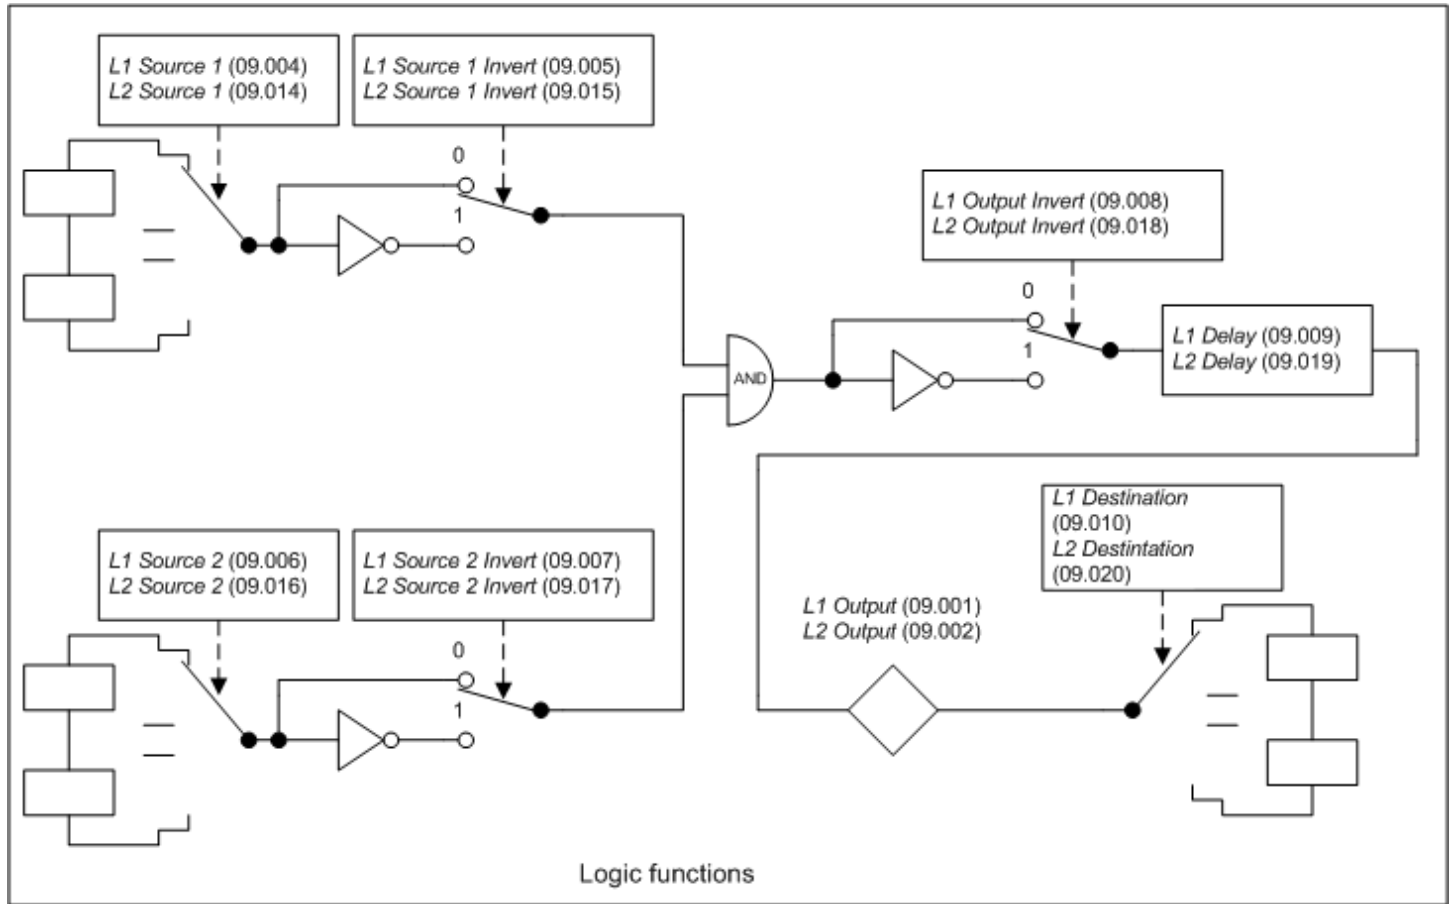 L1 Source 1 (09.004)
L2 Source 1 (09.014)
L1 Source 1 Invert (09.005)
L2 Source 1 Invert (09.015)
0
1
L1 Output Invert (09.008)
L2 Output Invert (09.018)
0
1
AND
L1 Delay (09.009)
L2 Delay (09.019)
L1 Source 2 (09.006)
L2 Source 2 (09.016)
L1 Source 2 Invert (09.007)
L2 Source 2 Invert (09.017)
0
1
L1 Output (09.001)
L2 Output (09.002)
L1 Destination
(09.010)
L2 Destintation
(09.020)
Logic functions